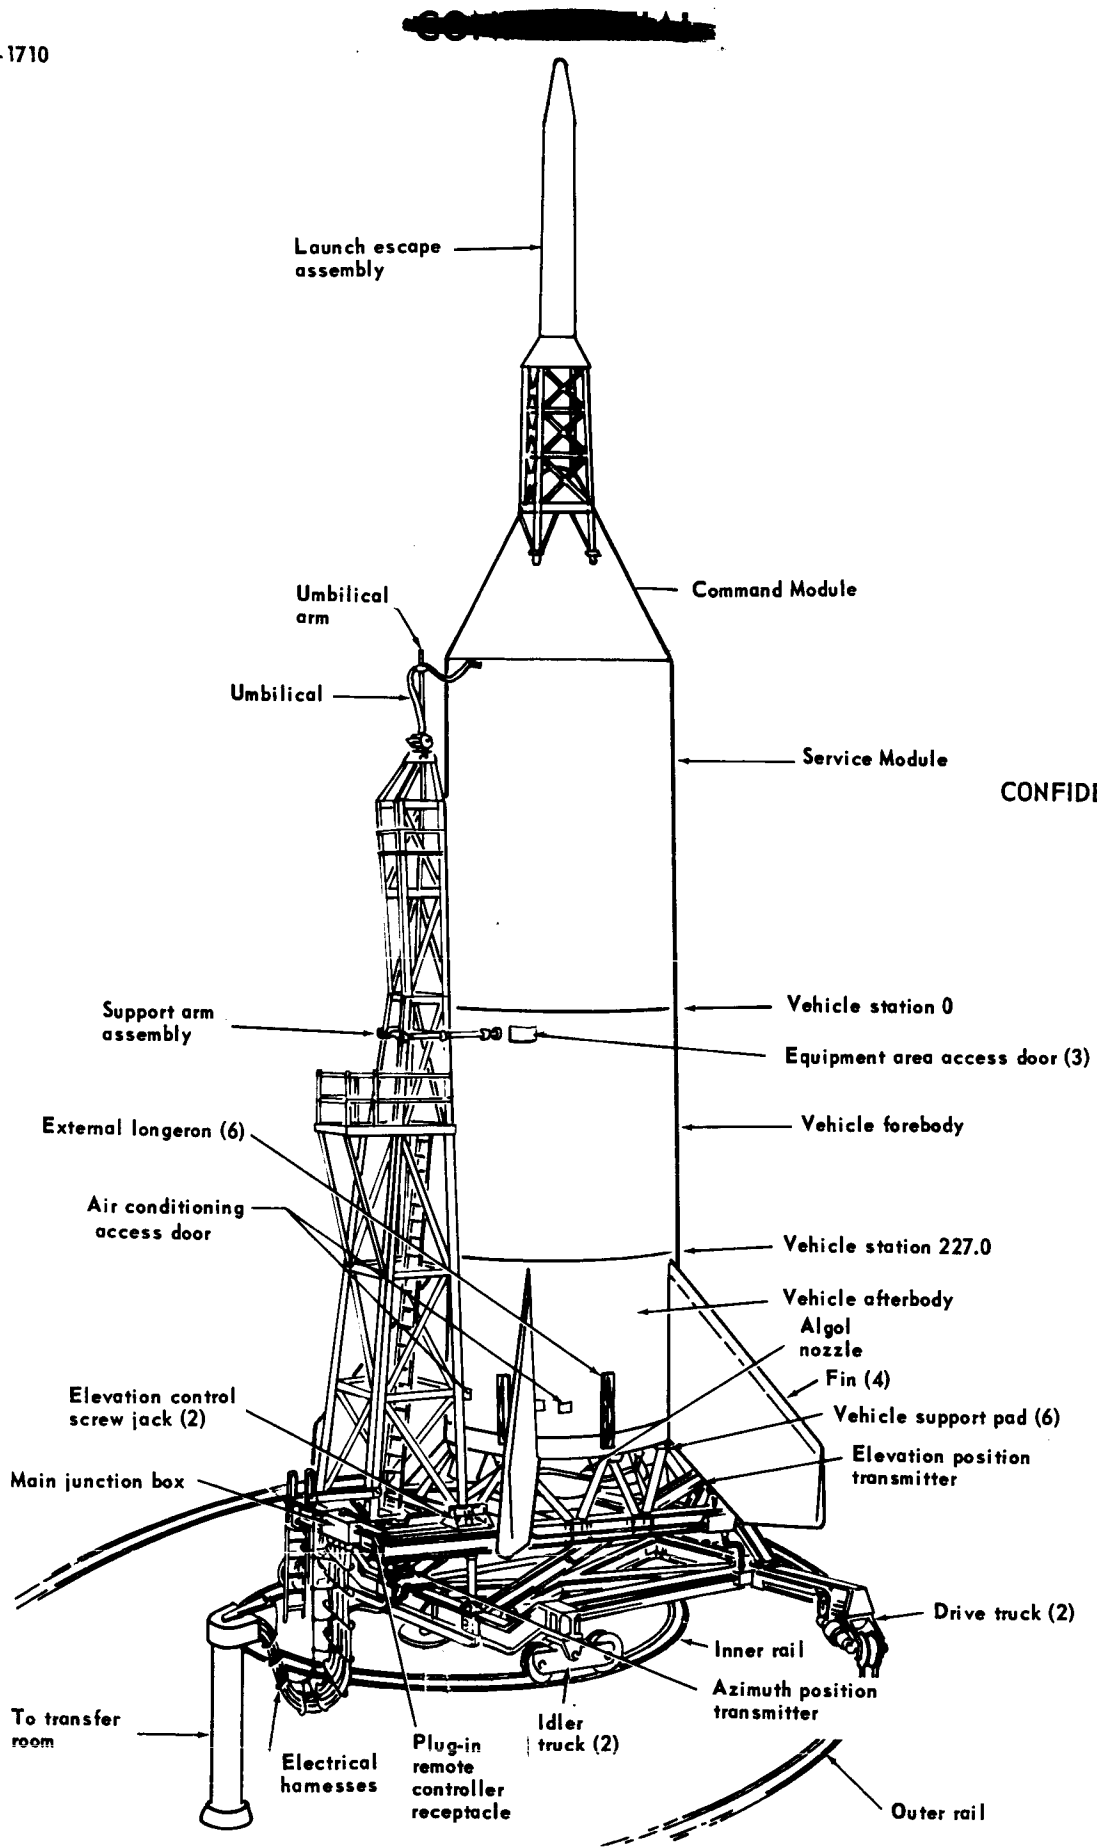 - 1710
Launch escape
assembly
Command Module
Umbilical
arm
Umbilical
Service Module
CONFIDE
Vehicle station 0
Support arm
assembly
Equipment area access door (3)
External longeron (6)
Vehicle forebody
Air conditioning
access door
Vehicle station 227.0
Vehicle afterbody
Algol
nozzle
Fin (4)
Elevation control
screw jack (2)
Vehicle support pad (6)
Elevation position
transmitter
Main junction box
Drive truck (2)
Inner rail
Azimuth position
transmitter
To transfer
room
Idler
truck (2)
Plug-in
remote
controller
receptacle
Electrical
harnesses
Outer rail